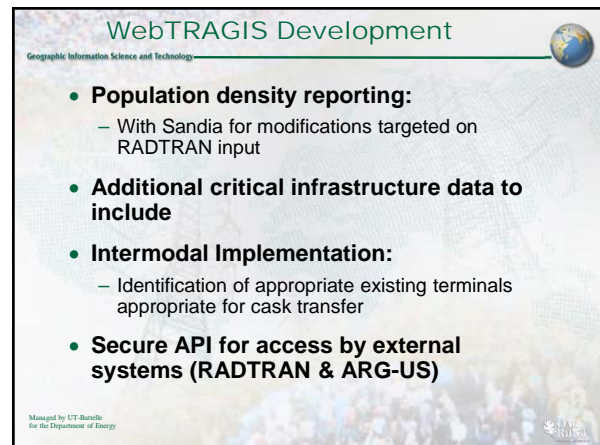 WebTRAGIS Development
Geographic Information Science and Technology
• Population density reporting:
– With Sandia for modifications targeted on
RADTRAN input
• Additional critical infrastructure data to
include
• Intermodal Implementation:
– Identification of appropriate existing terminals
appropriate for cask transfer
• Secure API for access by external
systems (RADTRAN & ARG-US)
Managed by UT-Battelle
for the Department of Energy